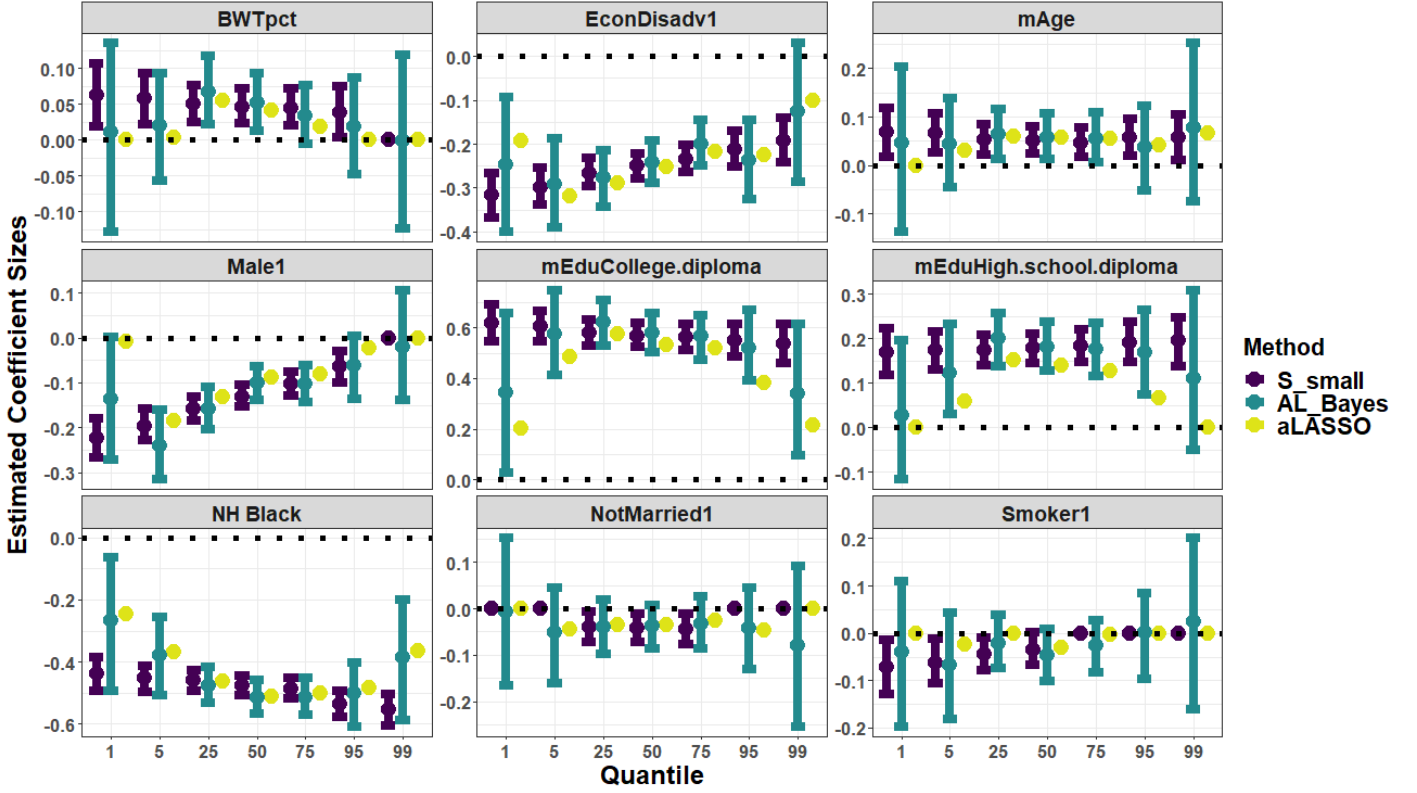 BWTpct
EconDisadv1
mAge
0.10
0.05
0.00
-0.05
-0.10
0.0
-0.1
-0.2
-0.3
-0.4
0.2
0.1
0.0
-0.1
Male1
mEduCollege.diploma
mEduHigh.school.diploma
0.1
0.0
-0.1
-0.2
-0.3
0.6
0.4
0.2
0.0
0.3
0.2
0.1
0.0
-0.1
NH Black
NotMarried1
Smoker1
0.0
-0.2
-0.4
-0.6
0.1
0.0
-0.1
-0.2
0.2
0.1
0.0
-0.1
-0.2
1 5 25 50 75 95 99
1 5 25 50 75 95 99
1 5 25 50 75 95 99
Estimated Coefficient Sizes
Quantile
Method
S_small
AL_Bayes
aLASSO